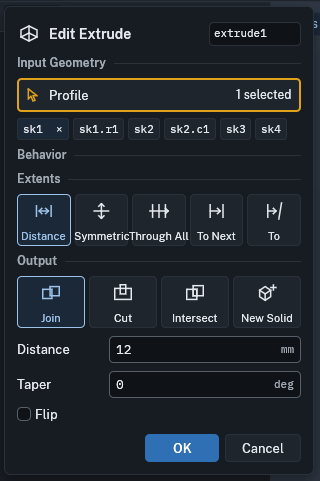 Edit Extrude extrude1
Input Geometry
Profile 1 selected
sk1 × sk1.r1 sk2 sk2.c1 sk3 sk4
Behavior
Extents
Distance Symmetric Through All To Next To
Output
Join Cut Intersect New Solid
Distance 12 mm
Taper 0 deg
Flip
OK Cancel